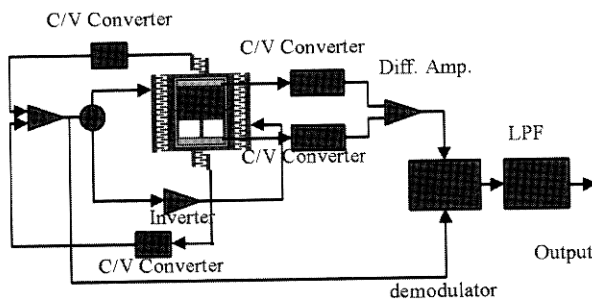 C/V Converter
C/V Converter
Diff. Amp.
C/V Converter
LPF
Inverter
C/V Converter
Output
demodulator